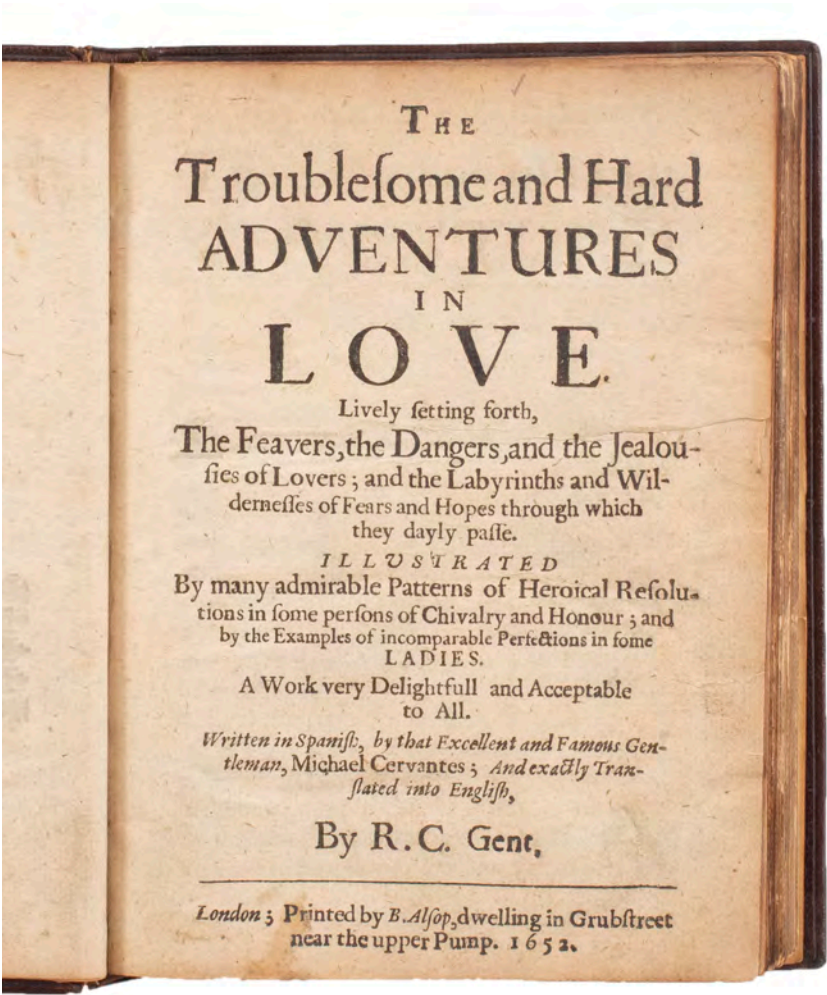 THE
Troubleſome and Hard
ADVENTURES
IN
LOVE.
Lively ſetting forth,
The Feavers, the Dangers, and the Jealou-
ſies of Lovers; and the Labyrinths and Wil-
derneſſes of Fears and Hopes through which
they dayly paſſe.
ILLUSTRATED
By many admirable Patterns of Heroical Reſolu-
tions in ſome perſons of Chivalry and Honour; and
by the Examples of incomparable Perfections in ſome
LADIES.
A Work very Delightfull and Acceptable
to All.
Written in Spaniſh, by that Excellent and Famous Gen-
tleman, Michael Cervantes; And exactly Tran-
ſlated into Engliſh,
By R.C. Gent,
London; Printed by B. Alſop, dwelling in Grubſtreet
near the upper Pump. 1652.